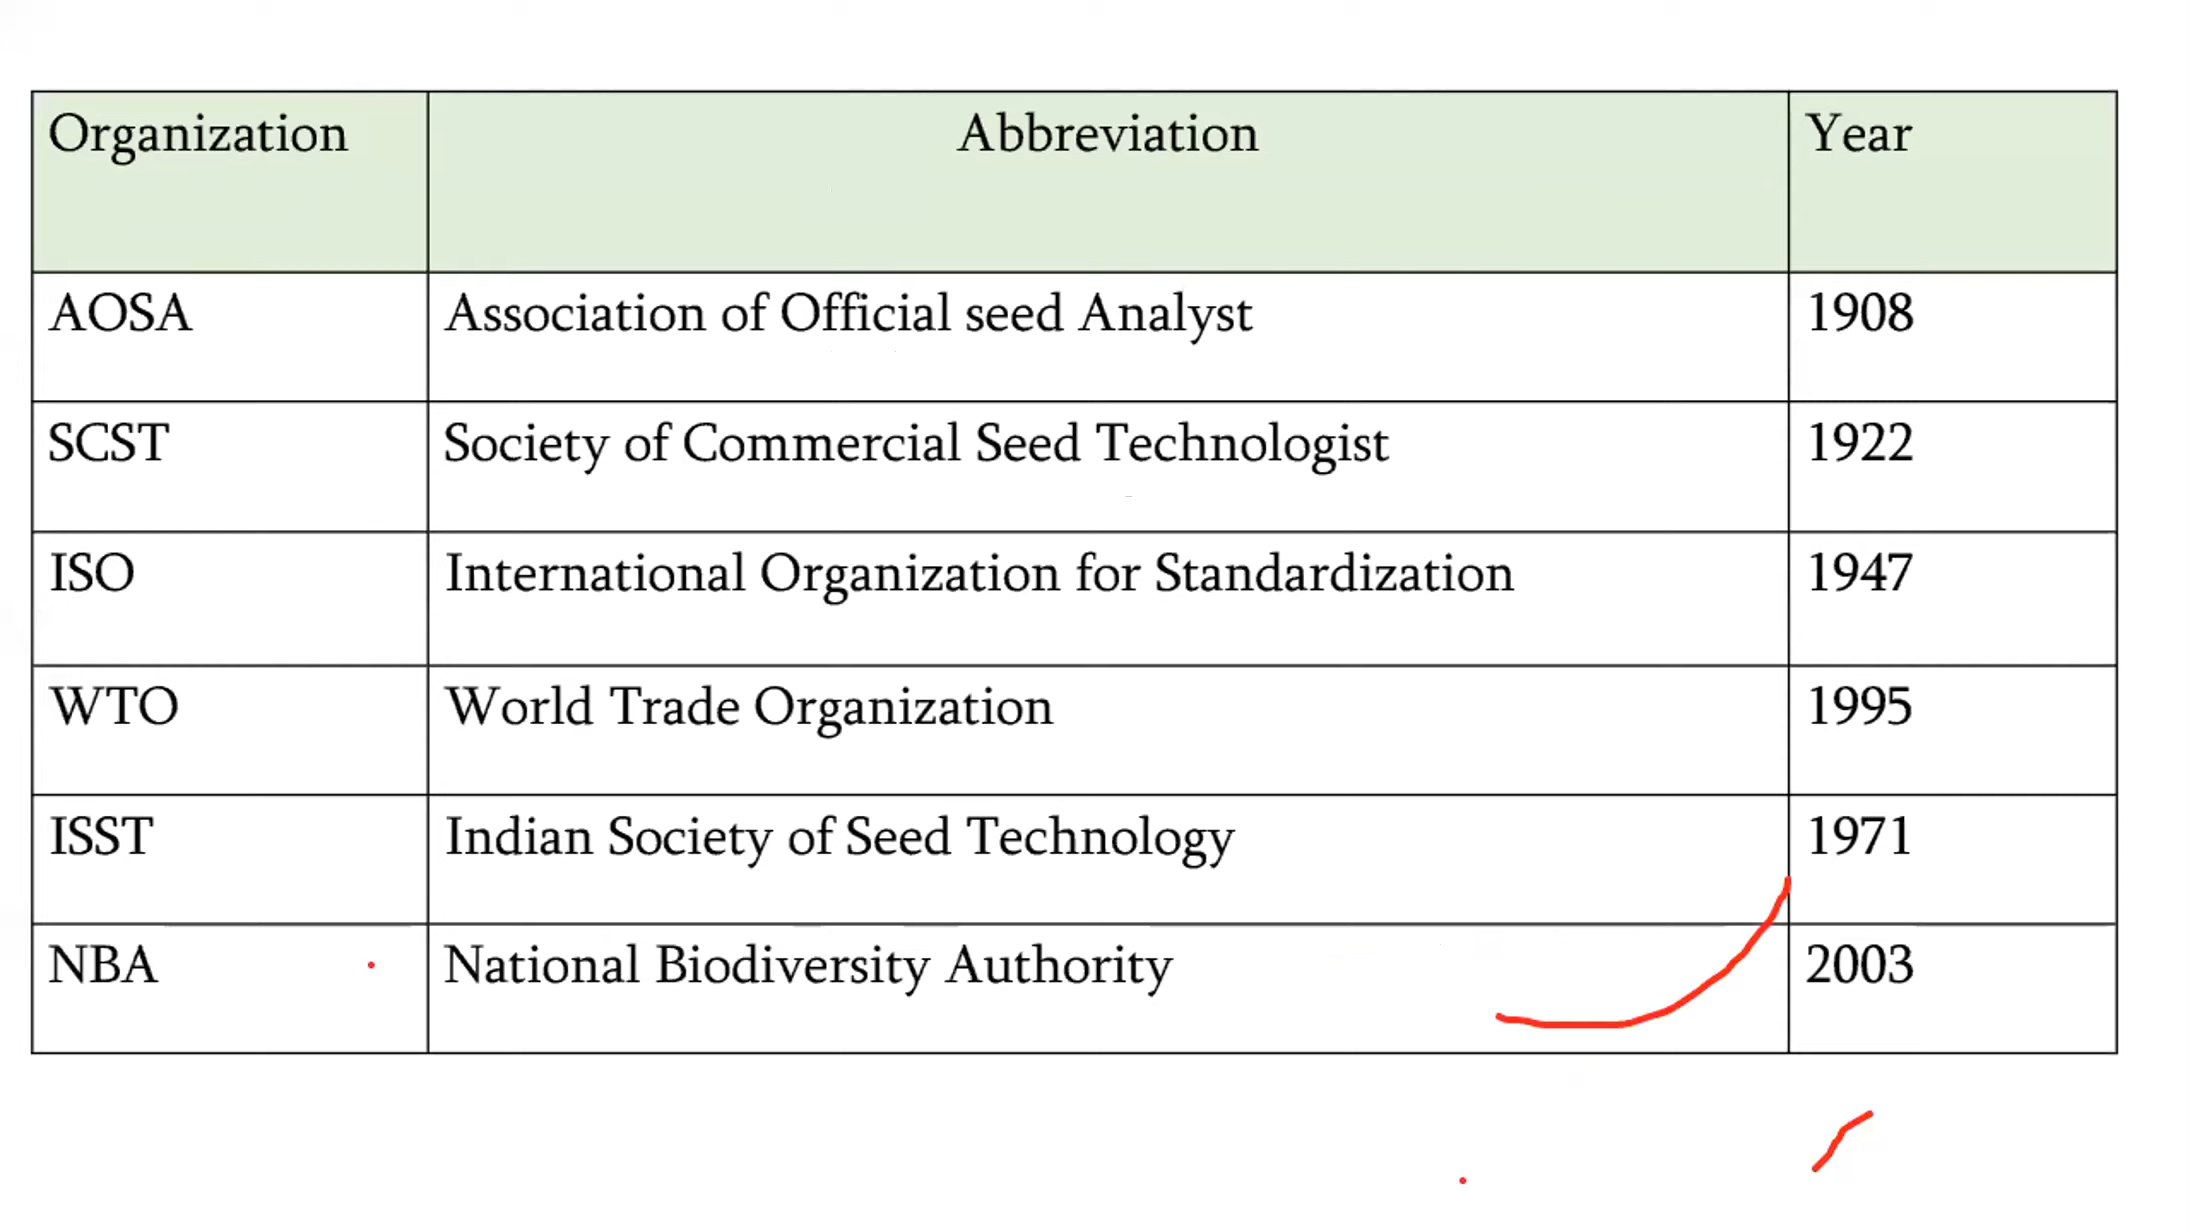 Organization Abbreviation Year
AOSA Association of Official seed Analyst 1908
SCST Society of Commercial Seed Technologist 1922
ISO International Organization for Standardization 1947
WTO World Trade Organization 1995
ISST Indian Society of Seed Technology 1971
NBA National Biodiversity Authority 2003